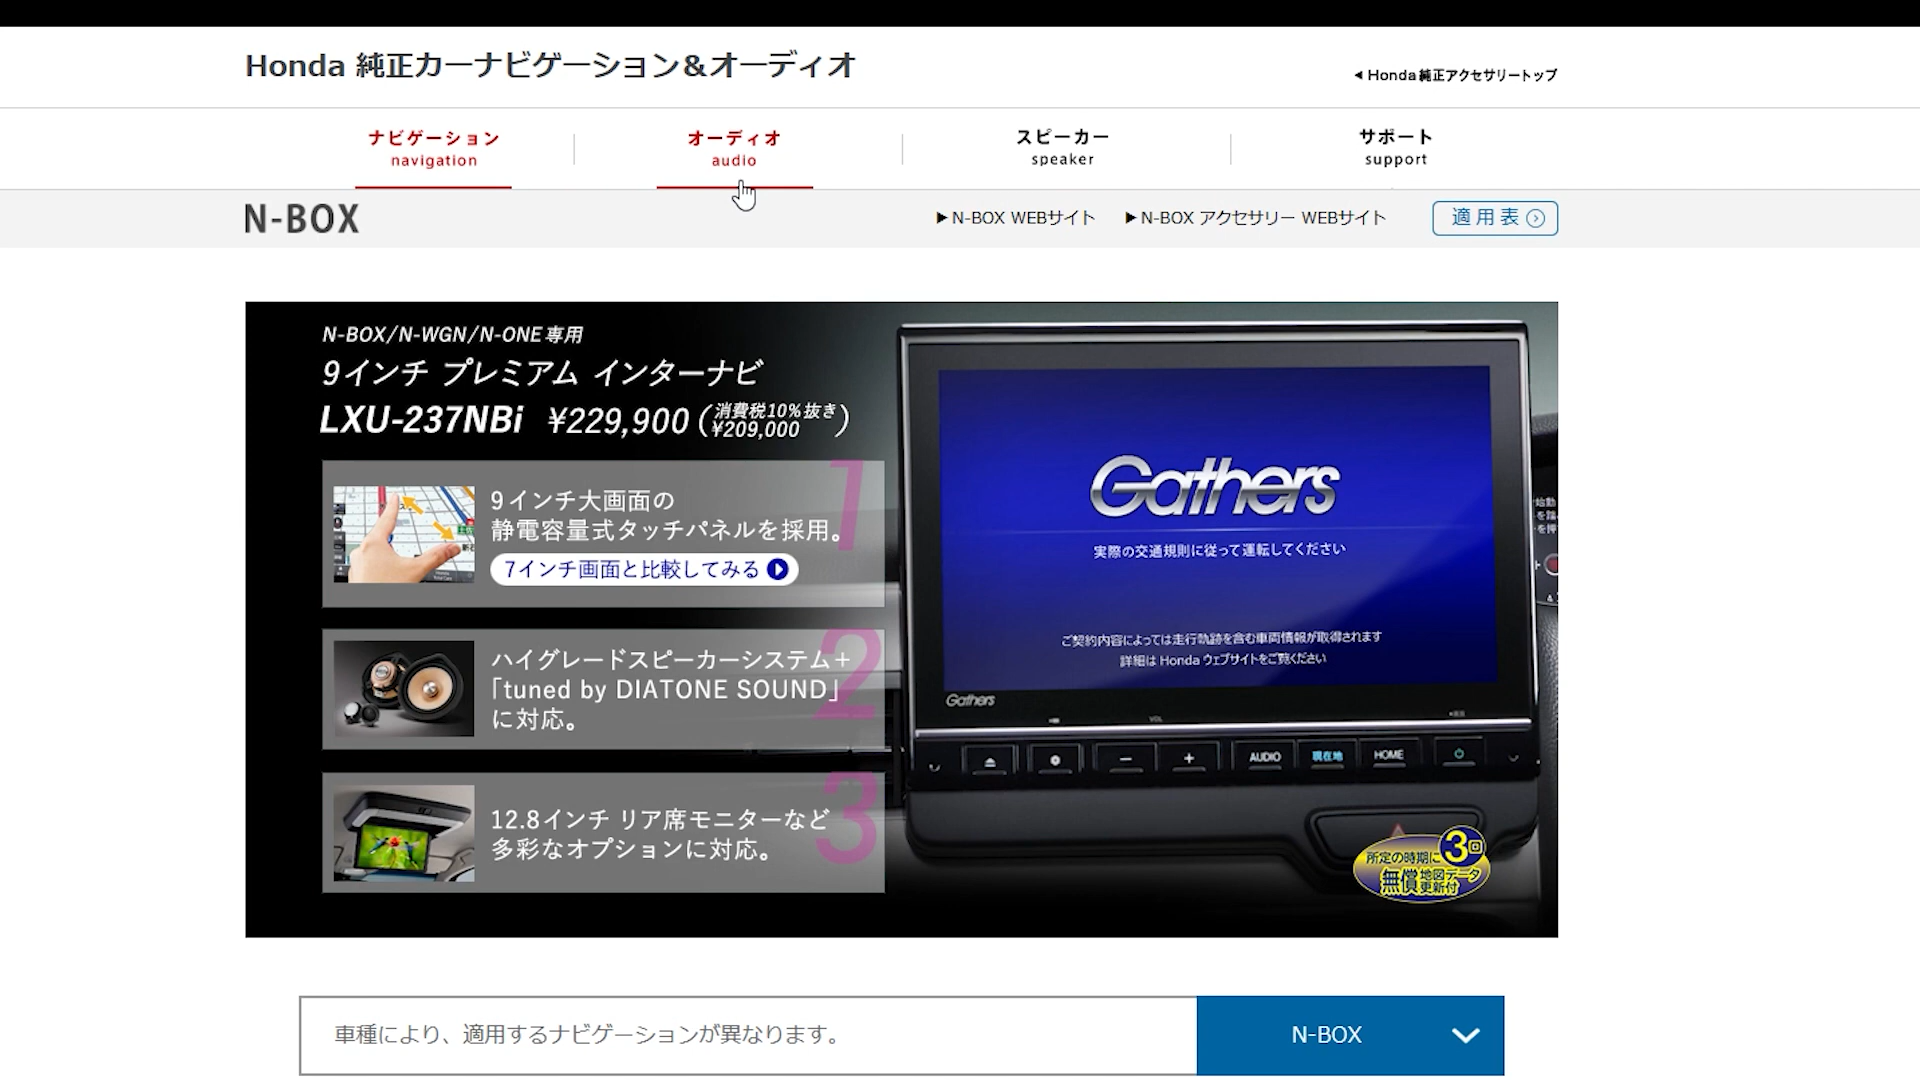 Honda 純正カーナビゲーション&オーディオ
◀ Honda純正アクセサリートップ
ナビゲーション
navigation
オーディオ
audio
スピーカー
speaker
サポート
support
N-BOX
▶N-BOX WEBサイト
▶N-BOX アクセサリー WEBサイト
適用表
N-BOX/N-WGN/N-ONE専用
9インチ プレミアム インターナビ
LXU-237NBi ¥229,900(消費税10%抜き ¥209,000)
1
9インチ大画面の
静電容量式タッチパネルを採用。
7インチ画面と比較してみる
2
ハイグレードスピーカーシステム+
「tuned by DIATONE SOUND」
に対応。
3
12.8インチ リア席モニターなど
多彩なオプションに対応。
Gathers
実際の交通規則に従って運転してください
ご契約内容によっては走行軌跡を含む車両情報が取得されます
詳細は Honda ウェブサイトをご覧ください
Gathers
VOL
AUDIO
現在地
HOME
所定の時期に3回
無償地図データ更新付
車種により、適用するナビゲーションが異なります。
N-BOX